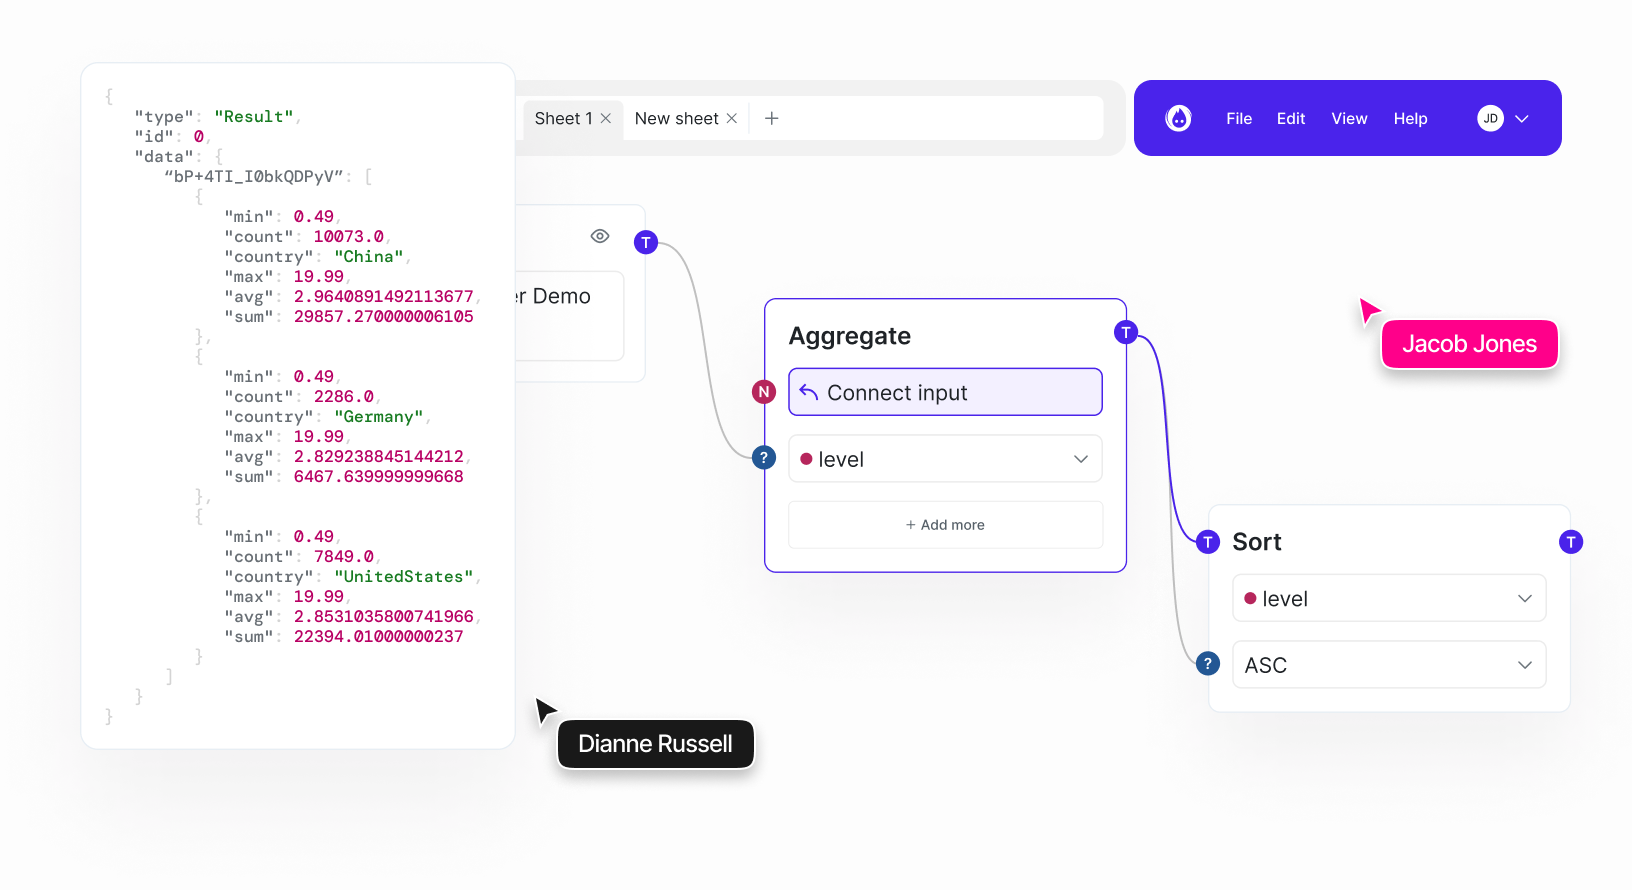 {
"type": "Result",
"id": 0,
"data": {
“bP+4TI_I0bkQDPyV”: [
{
"min": 0.49,
"count": 10073.0,
"country": "China",
"max": 19.99,
"avg": 2.9640891492113677,
"sum": 29857.270000006105
},
{
"min": 0.49,
"count": 2286.0,
"country": "Germany",
"max": 19.99,
"avg": 2.829238845144212,
"sum": 6467.639999999668
},
{
"min": 0.49,
"count": 7849.0,
"country": "UnitedStates",
"max": 19.99,
"avg": 2.8531035800741966,
"sum": 22394.01000000237
}
]
}
}
Sheet 1
New sheet
File Edit View Help
JD
T
er Demo
Aggregate
T
N
Connect input
?
level
+ Add more
Jacob Jones
T
Sort
T
level
?
ASC
Dianne Russell